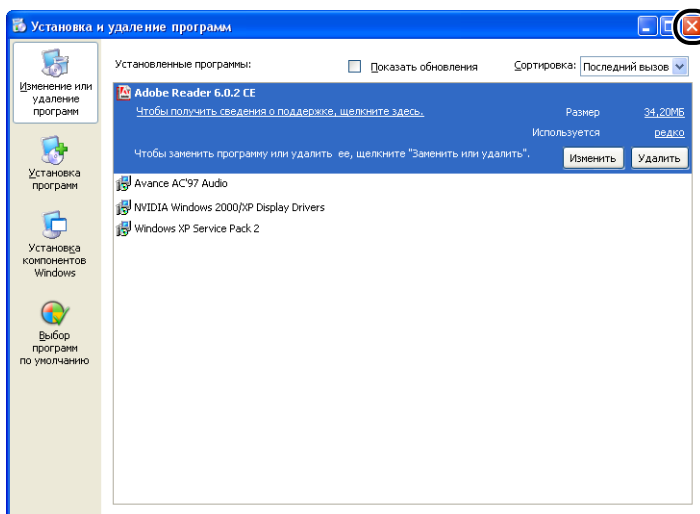 Установка и удаление программ
Изменение или
удаление
программ
Установка
программ
Установка
компонентов
Windows
Выбор
программ
по умолчанию
Установленные программы:
Показать обновления
Сортировка: Последний вызов
Adobe Reader 6.0.2 CE
Чтобы получить сведения о поддержке, щелкните здесь.
Размер 34,20МБ
Используется редко
Чтобы заменить программу или удалить ее, щелкните "Заменить или удалить".
Изменить Удалить
Avance AC'97 Audio
NVIDIA Windows 2000/XP Display Drivers
Windows XP Service Pack 2